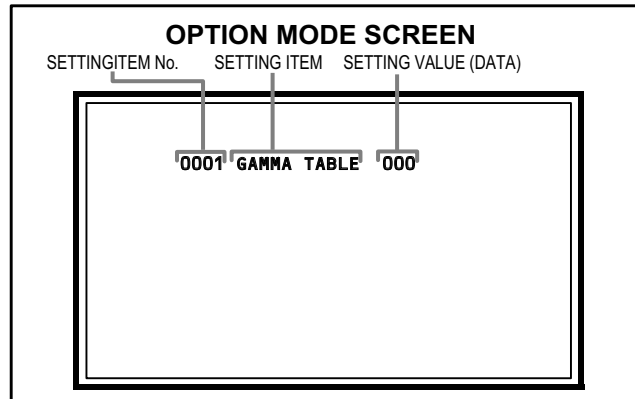 OPTION MODE SCREEN
SETTINGITEM No. SETTING ITEM SETTING VALUE (DATA)
0001 GAMMA TABLE 000